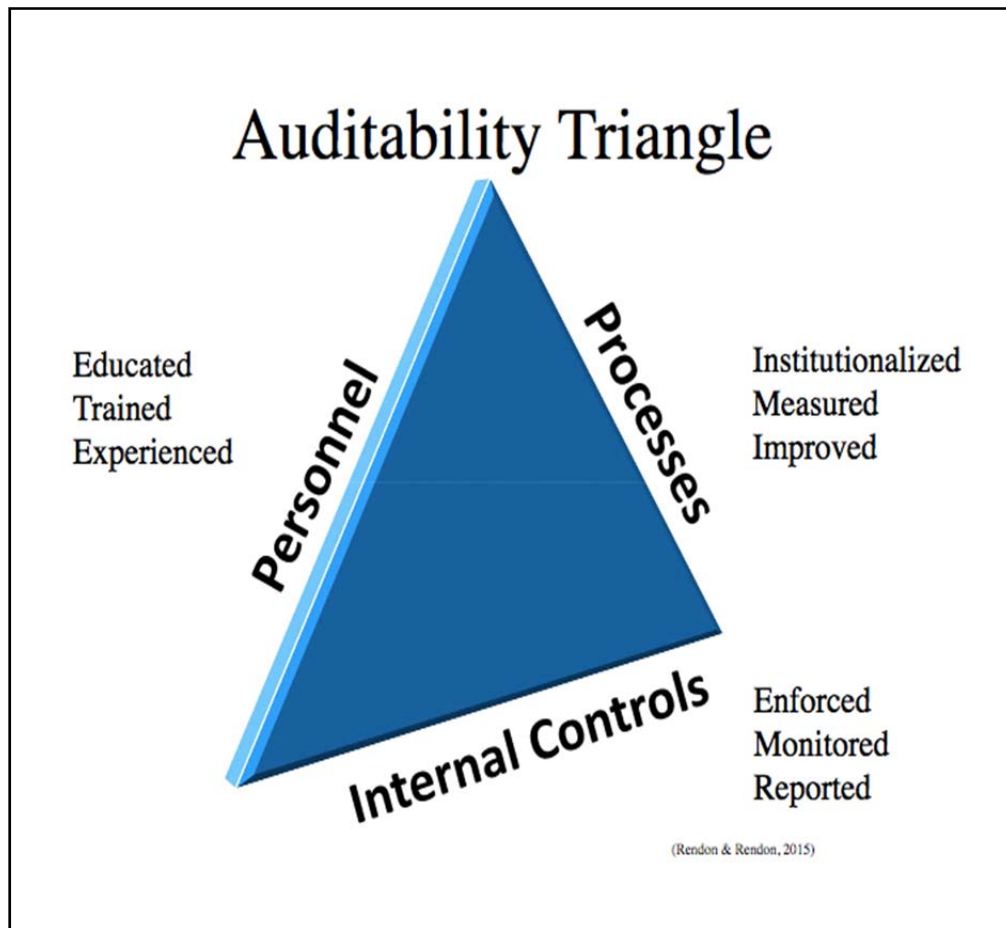 Auditability Triangle
Educated
Trained
Experienced
Personnel
Processes
Institutionalized
Measured
Improved
Internal Controls
Enforced
Monitored
Reported
(Rendon & Rendon, 2015)